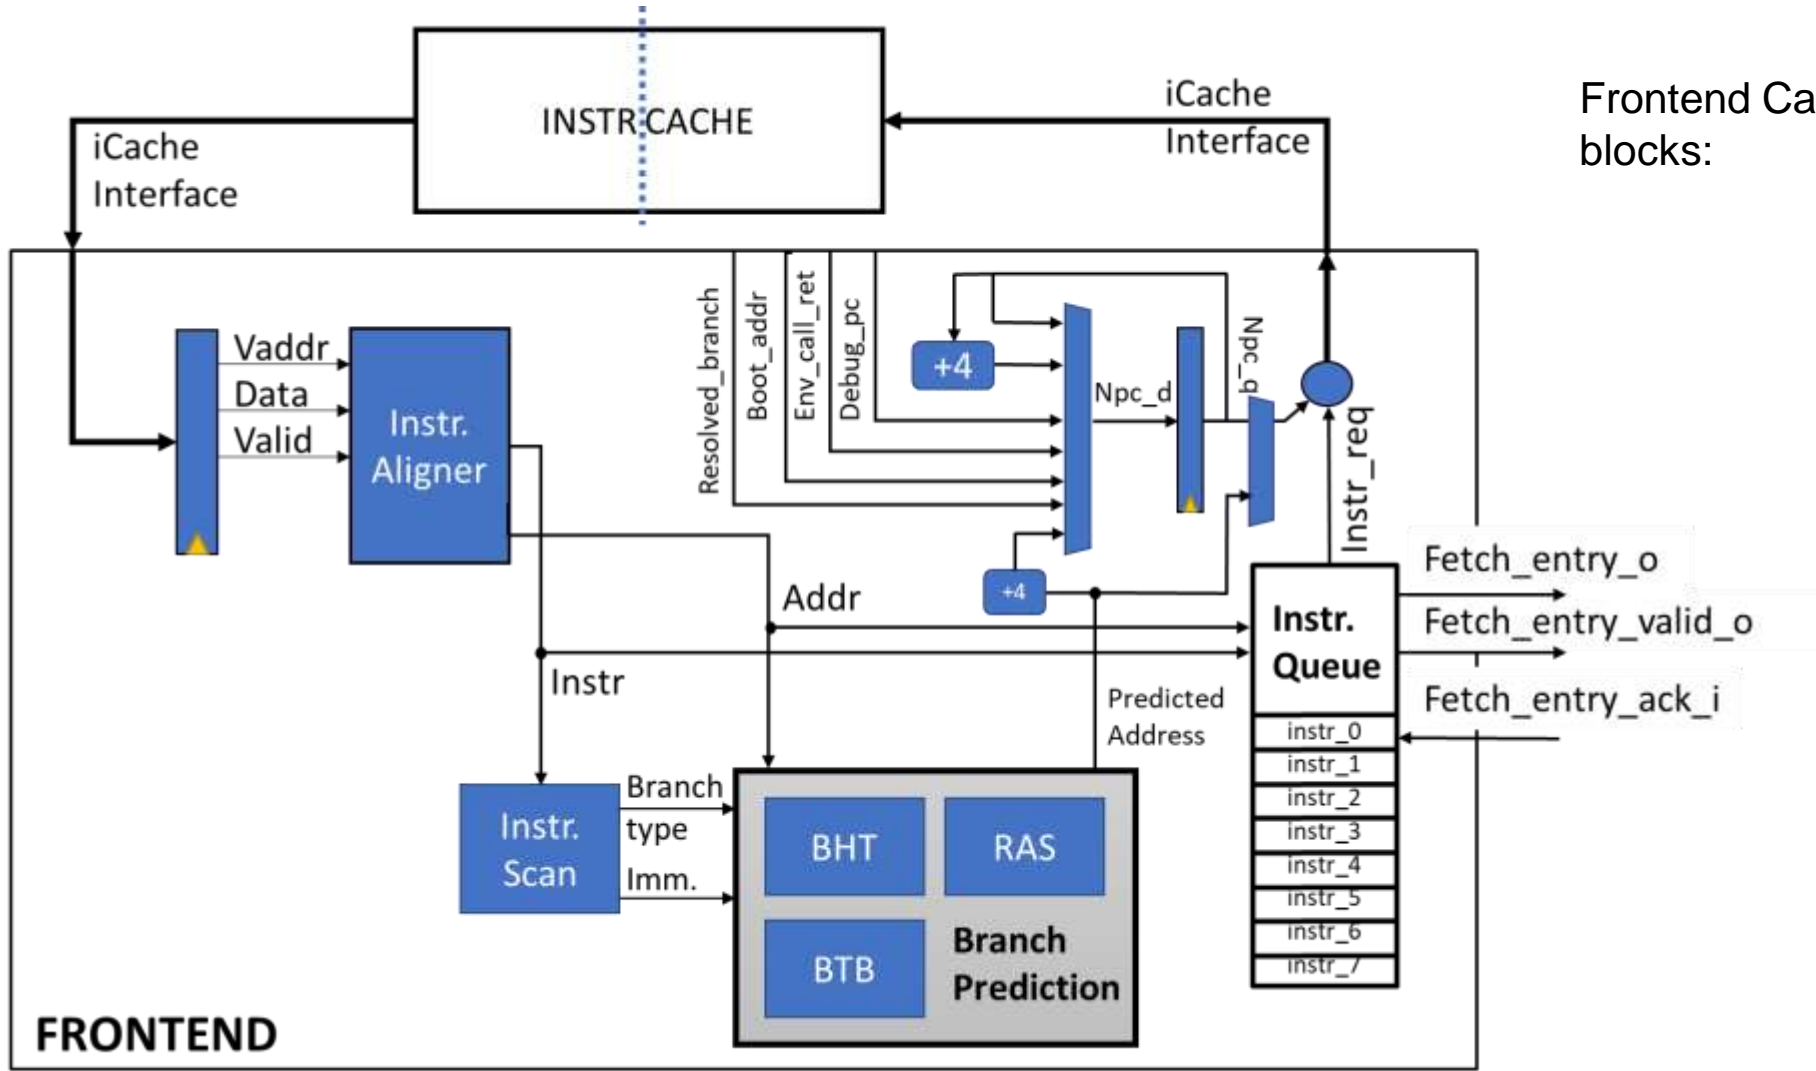 INSTR CACHE
iCache
Interface
iCache
Interface
Frontend Ca
blocks:
Vaddr
Data
Valid
Instr.
Aligner
Resolved_branch
Boot_addr
Env_call_ret
Debug_pc
+4
Npc_d
Npc_q
Instr_req
+4
Addr
Instr
Instr.
Queue
Fetch_entry_o
Fetch_entry_valid_o
Fetch_entry_ack_i
Predicted
Address
instr_0
instr_1
instr_2
instr_3
instr_4
instr_5
instr_6
instr_7
Instr.
Scan
Branch
type
Imm.
BHT
RAS
BTB
Branch
Prediction
FRONTEND